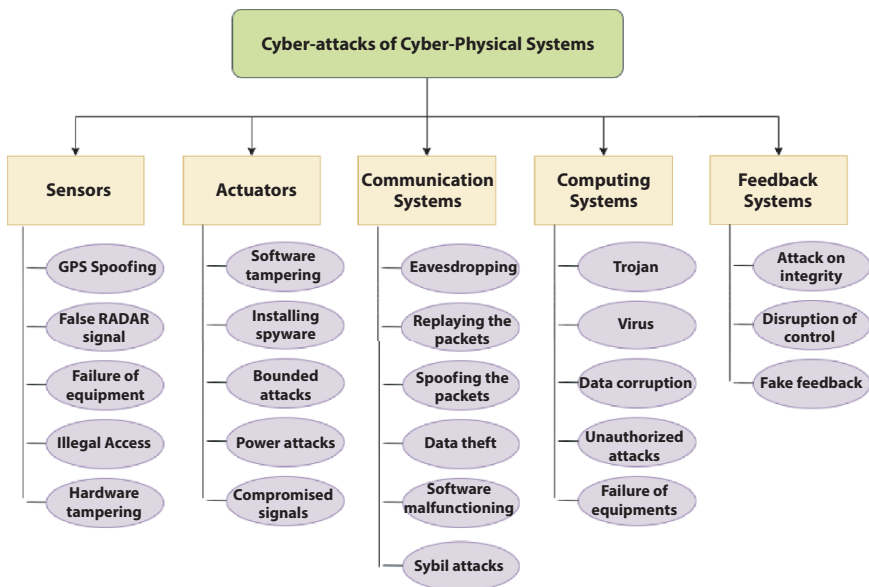 Cyber-attacks of Cyber-Physical Systems
Sensors
GPS Spoofing
False RADAR
signal
Failure of
equipment
Illegal Access
Hardware
tampering
Actuators
Software
tampering
Installing
spyware
Bounded
attacks
Power attacks
Compromised
signals
Communication
Systems
Eavesdropping
Replaying the
packets
Spoofing the
packets
Data theft
Software
malfunctioning
Sybil attacks
Computing
Systems
Trojan
Virus
Data corruption
Unauthorized
attacks
Failure of
equipments
Feedback
Systems
Attack on
integrity
Disruption of
control
Fake feedback